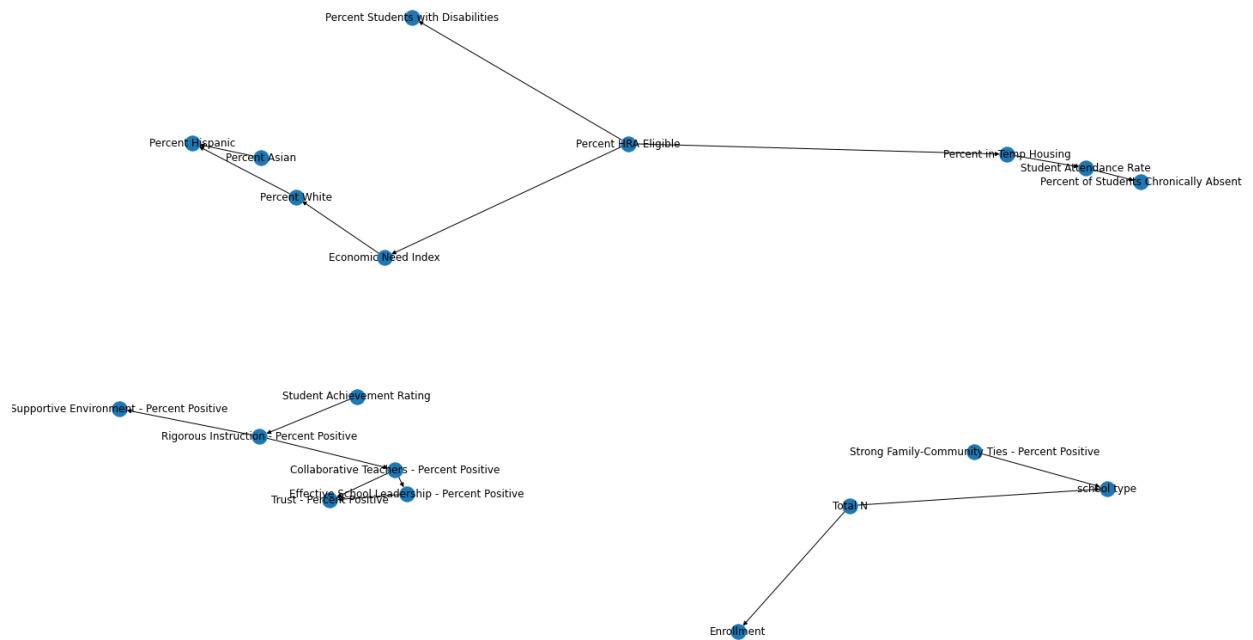 Percent Students with Disabilities
Percent Hispanic
Percent HRA Eligible
Percent Asian
Percent in Temp Housing
Student Attendance Rate
Percent of Students Chronically Absent
Percent White
Economic Need Index
Student Achievement Rating
Supportive Environment - Percent Positive
Rigorous Instruction - Percent Positive
Strong Family-Community Ties - Percent Positive
Collaborative Teachers - Percent Positive
school type
Effective School Leadership - Percent Positive
Trust - Percent Positive
Total N
Enrollment